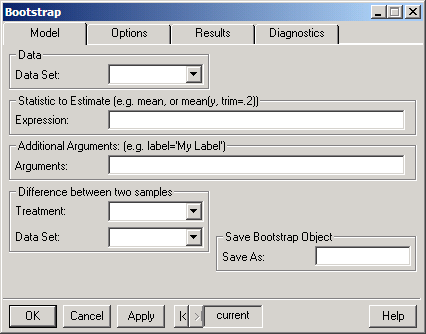 Bootstrap
Model Options Results Diagnostics
Data
Data Set:
Statistic to Estimate (e.g. mean, or mean(y, trim=.2))
Expression:
Additional Arguments: (e.g. label='My Label')
Arguments:
Difference between two samples
Treatment:
Data Set:
Save Bootstrap Object
Save As:
OK Cancel Apply current Help